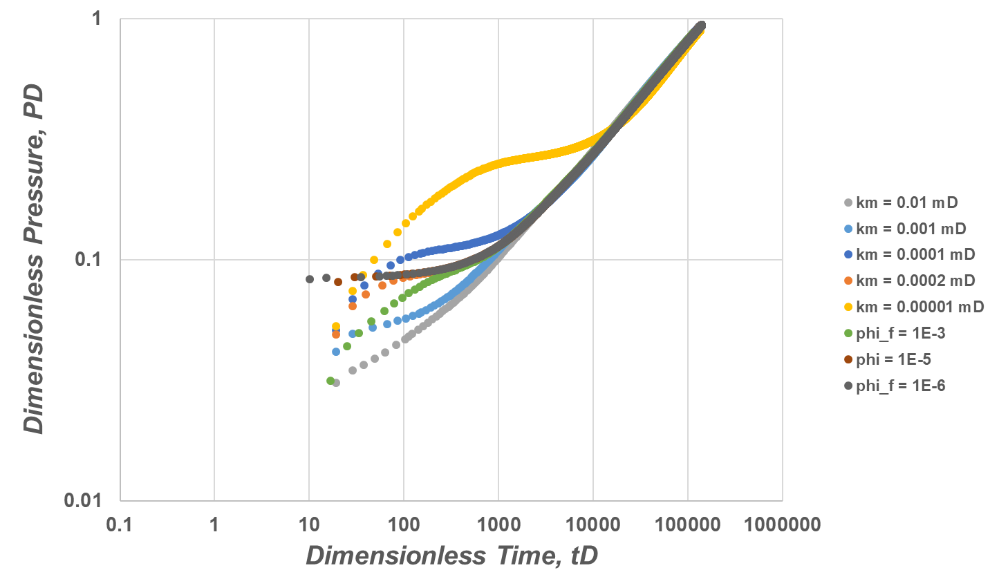 Dimensionless Pressure, PD
1
0.1
0.01
0.1 1 10 100 1000 10000 100000 1000000
Dimensionless Time, tD
km = 0.01 mD
km = 0.001 mD
km = 0.0001 mD
km = 0.0002 mD
km = 0.00001 mD
phi_f = 1E-3
phi = 1E-5
phi_f = 1E-6